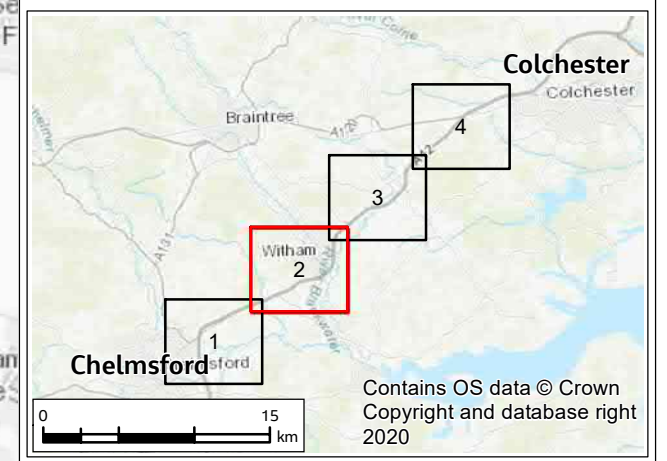 Colchester
Colchester
Braintree
A120
4
A12
3
A131
Witham
2
1
Chelmsford
Contains OS data © Crown
Copyright and database right
2020
0 15
km